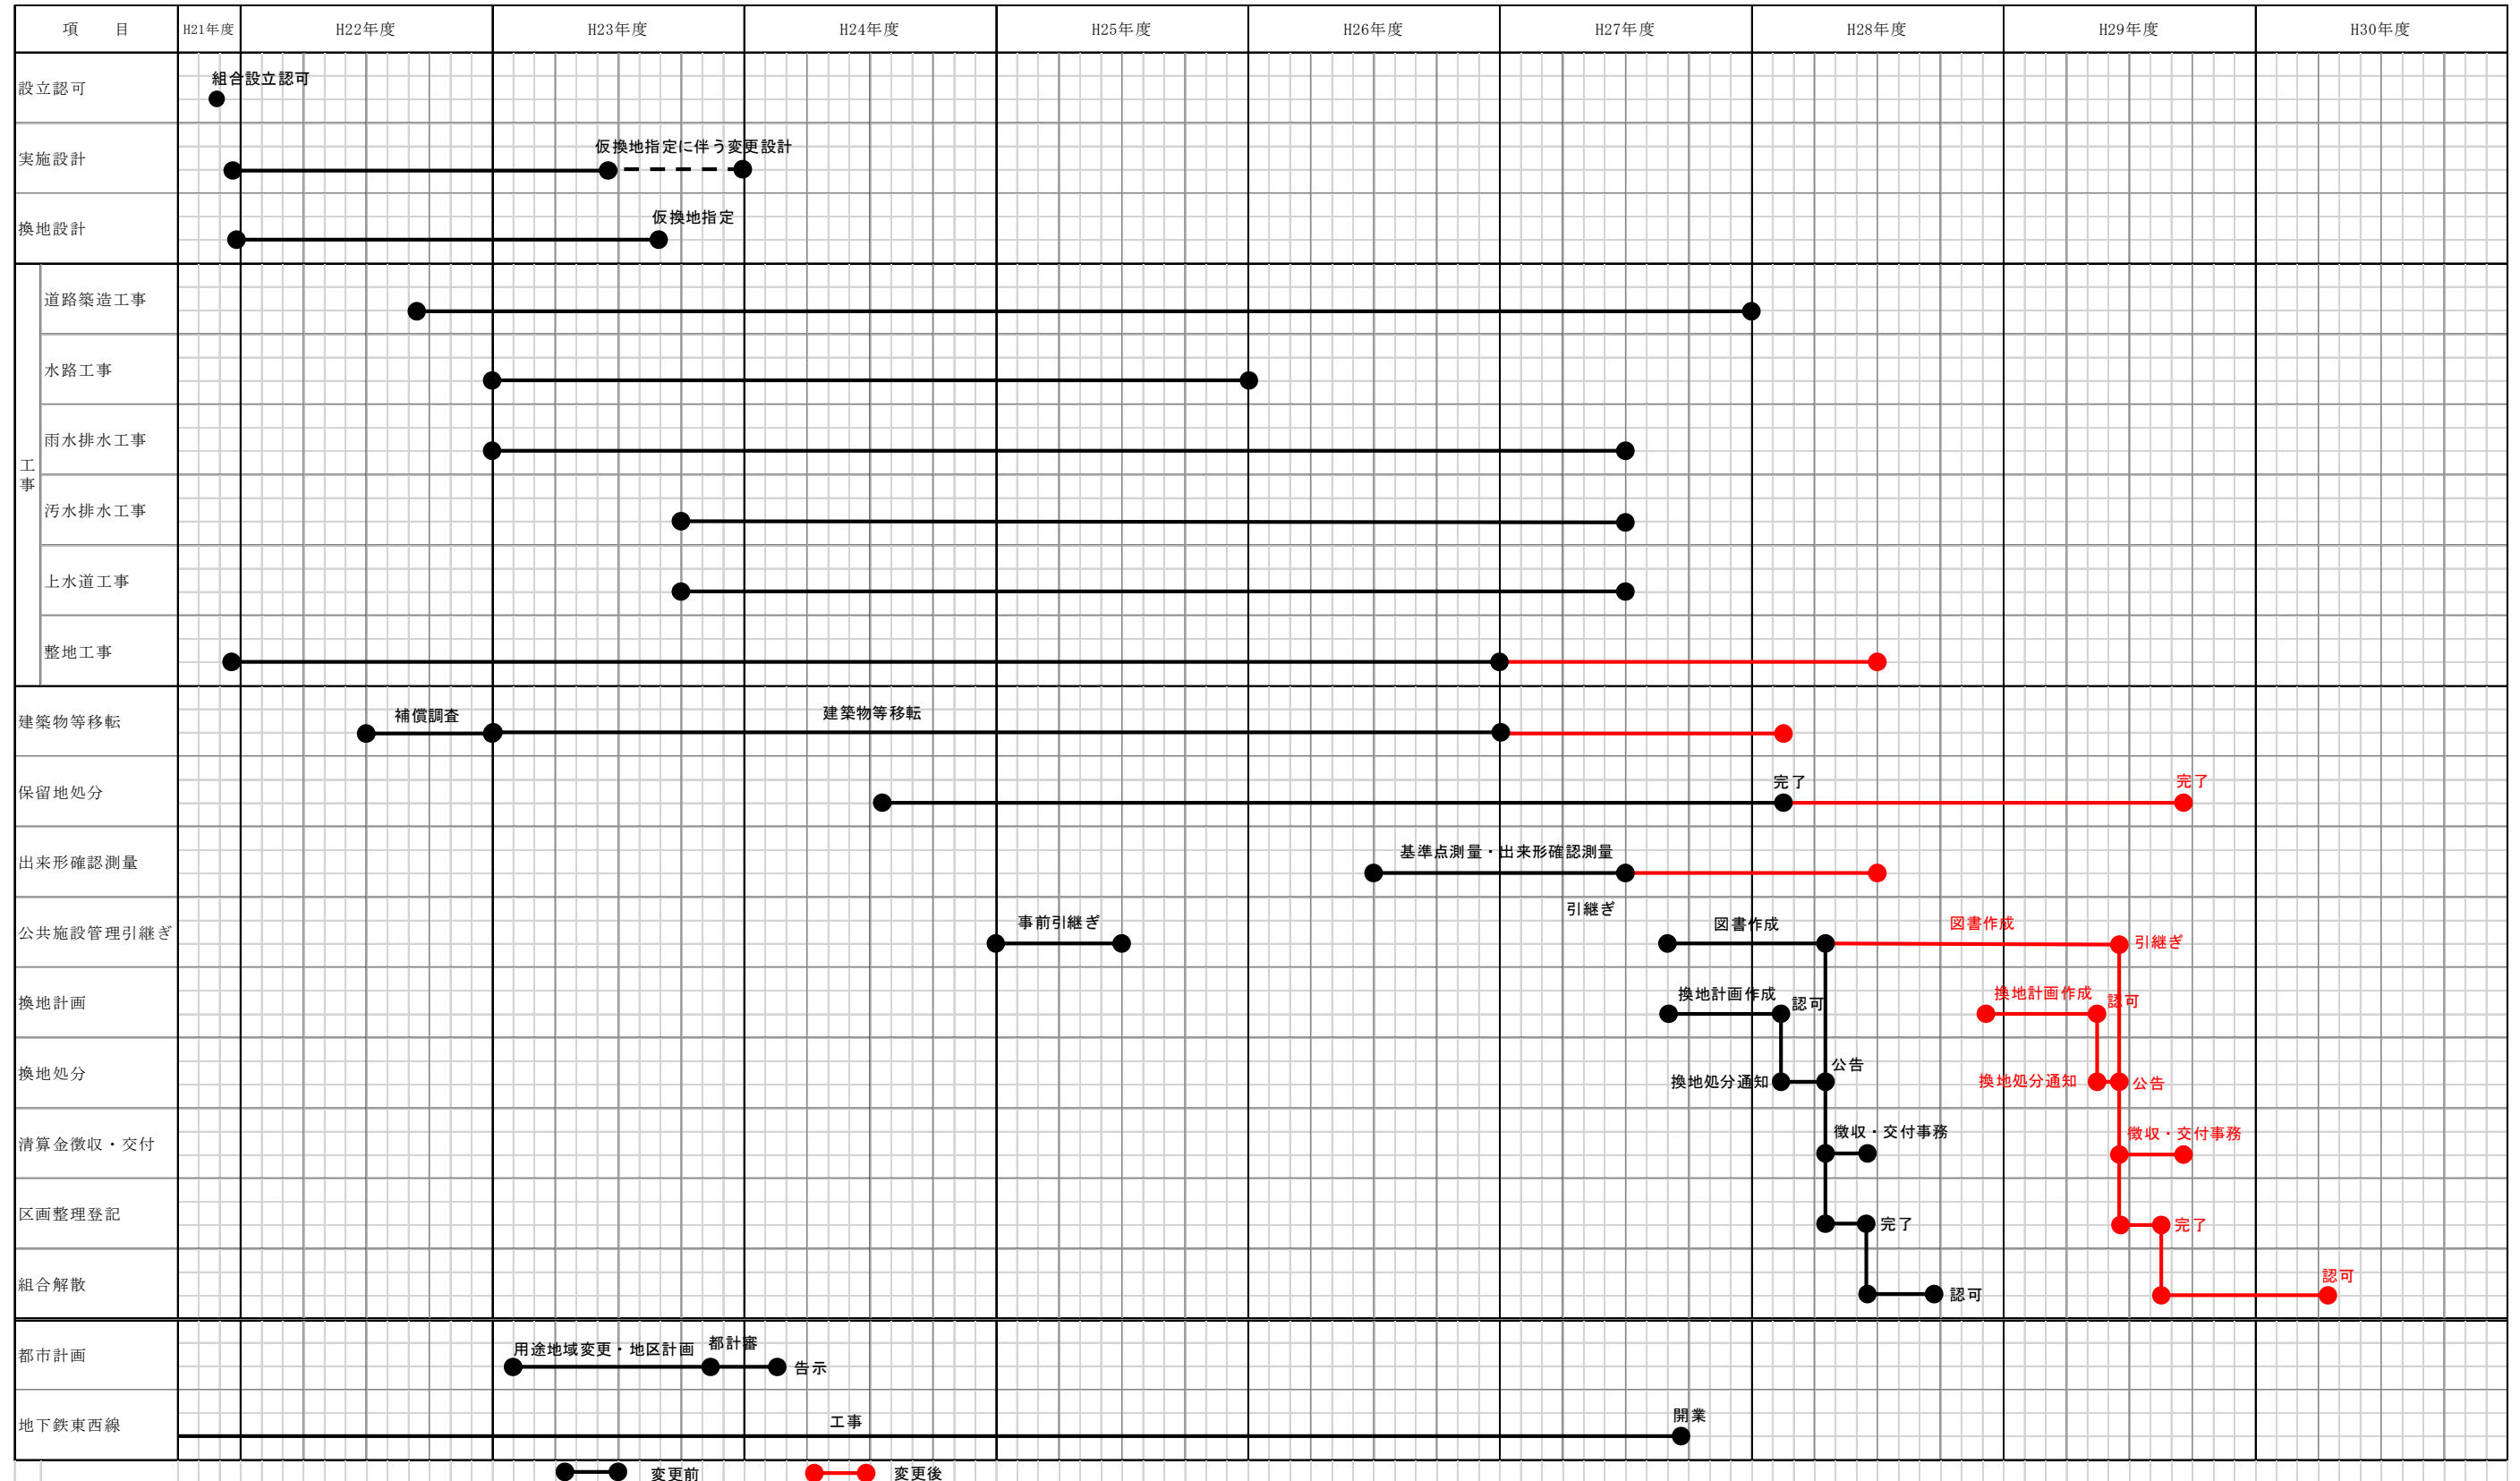 項 目 H21年度 H22年度 H23年度 H24年度 H25年度 H26年度 H27年度 H28年度 H29年度 H30年度
設立認可 組合設立認可
実施設計 仮換地指定に伴う変更設計
換地設計 仮換地指定
工事
道路築造工事
水路工事
雨水排水工事
汚水排水工事
上水道工事
整地工事
建築物等移転 補償調査 建築物等移転
保留地処分 完了 完了
出来形確認測量 基準点測量・出来形確認測量
公共施設管理引継ぎ 事前引継ぎ 引継ぎ 図書作成 図書作成 引継ぎ
換地計画 換地計画作成 認可 換地計画作成 認可
換地処分 換地処分通知 公告 換地処分通知 公告
清算金徴収・交付 徴収・交付事務 徴収・交付事務
区画整理登記 完了 完了
組合解散 認可 認可
都市計画 用途地域変更・地区計画 都計審 告示
地下鉄東西線 工事 開業
変更前 変更後